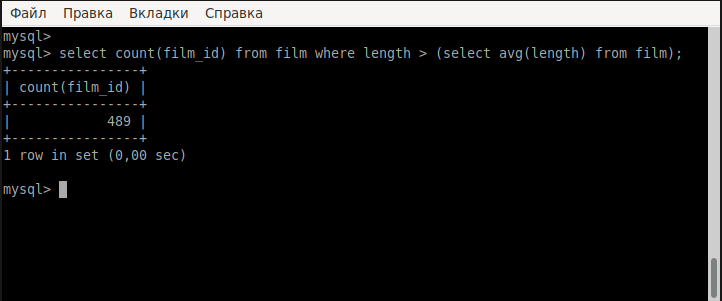 Файл Правка Вкладки Справка
mysql>
mysql> select count(film_id) from film where length > (select avg(length) from film);
+----------------+
| count(film_id) |
+----------------+
|            489 |
+----------------+
1 row in set (0,00 sec)
mysql>